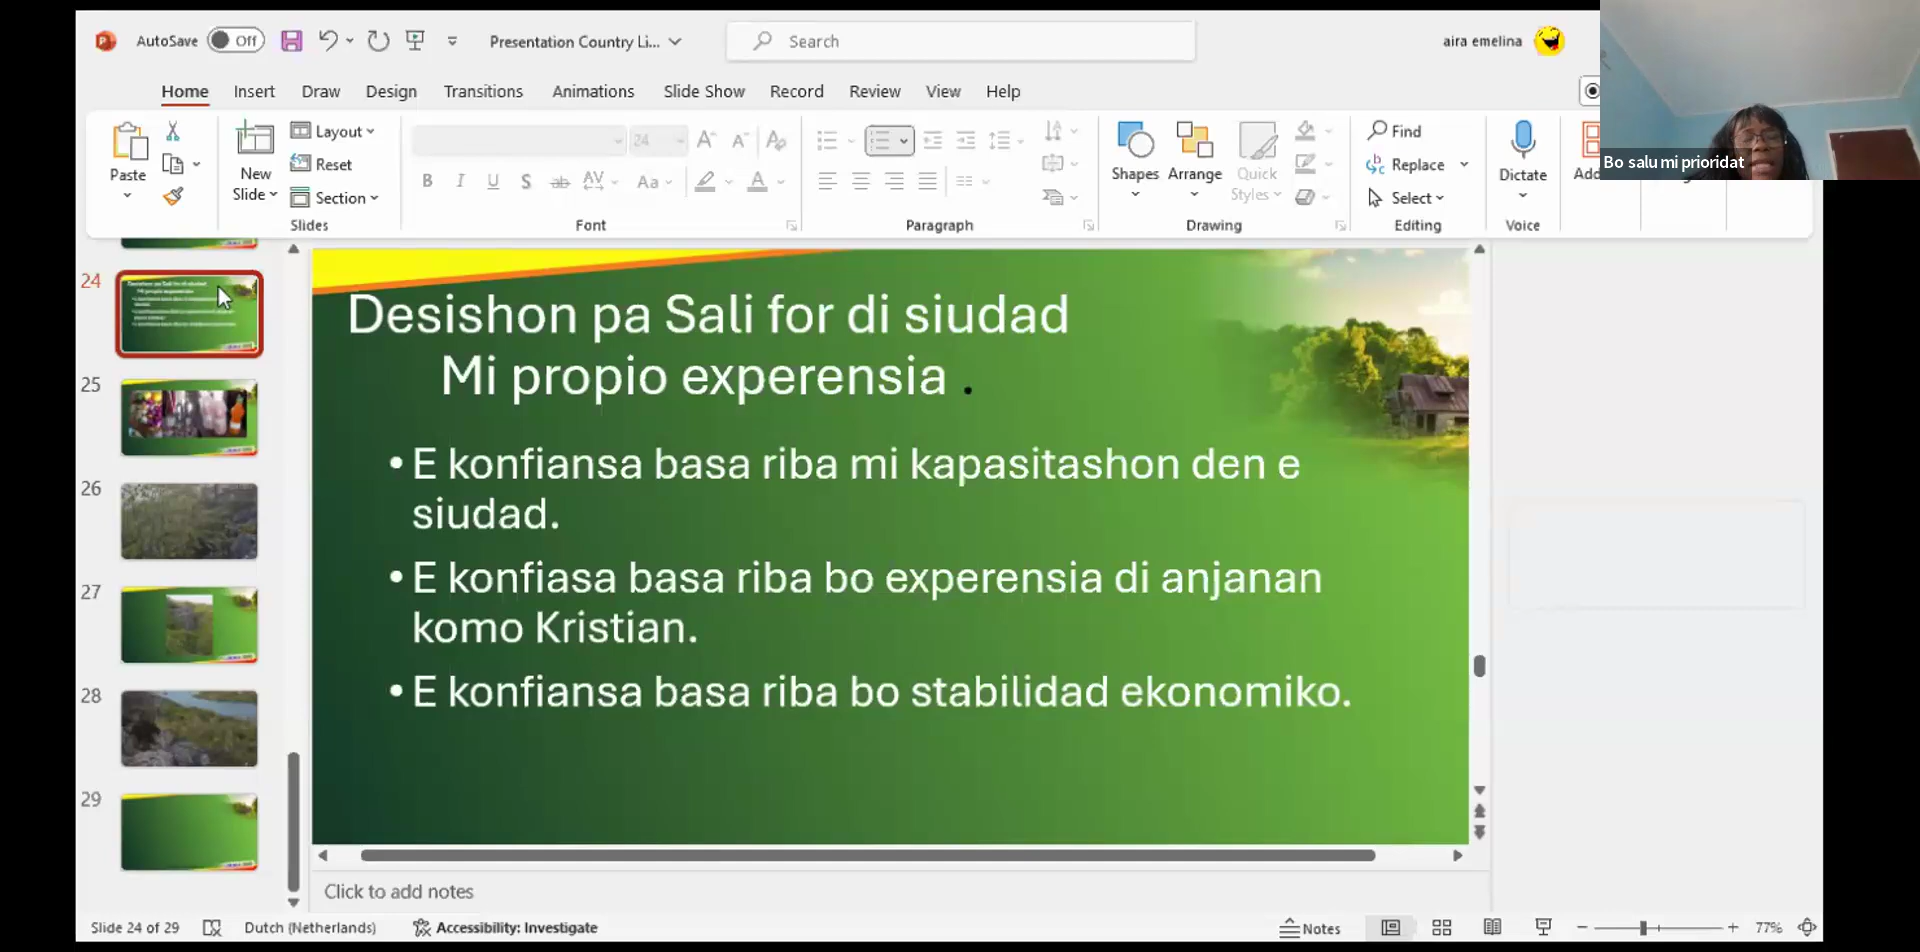 AutoSave Off Presentation Country Li... Search aira emelina
Home Insert Draw Design Transitions Animations Slide Show Record Review View Help
Paste New Slide Layout Reset Section Slides
24 Aa Font
Paragraph
Shapes Arrange Quick Styles Drawing
Find Replace Select Editing
Dictate Voice
Bo salu mi prioridat
24
25
26
27
28
29
Desishon pa Sali for di siudad
Mi propio experensia .
• E konfiansa basa riba mi kapasitashon den e
siudad.
• E konfiasa basa riba bo experensia di anjanan
komo Kristian.
• E konfiansa basa riba bo stabilidad ekonomiko.
Click to add notes
Slide 24 of 29 Dutch (Netherlands) Accessibility: Investigate Notes 77%